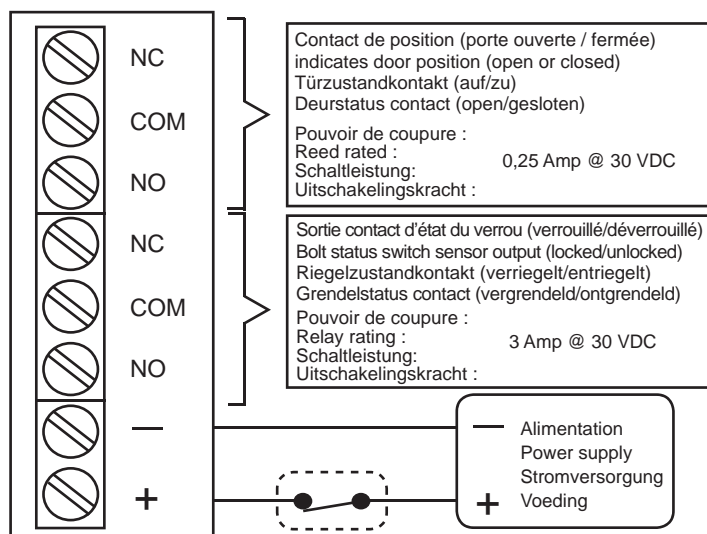 NC
COM
NO
Contact de position (porte ouverte / fermée)
indicates door position (open or closed)
Türzustandkontakt (auf/zu)
Deurstatus contact (open/gesloten)
Pouvoir de coupure :
Reed rated :
Schaltleistung:
Uitschakelingskracht :
0,25 Amp @ 30 VDC
NC
COM
NO
Sortie contact d’état du verrou (verrouillé/déverrouillé)
Bolt status switch sensor output (locked/unlocked)
Riegelzustandkontakt (verriegelt/entriegelt)
Grendelstatus contact (vergrendeld/ontgrendeld)
Pouvoir de coupure :
Relay rating :
Schaltleistung:
Uitschakelingskracht :
3 Amp @ 30 VDC
—
+
— Alimentation
Power supply
Stromversorgung
+ Voeding